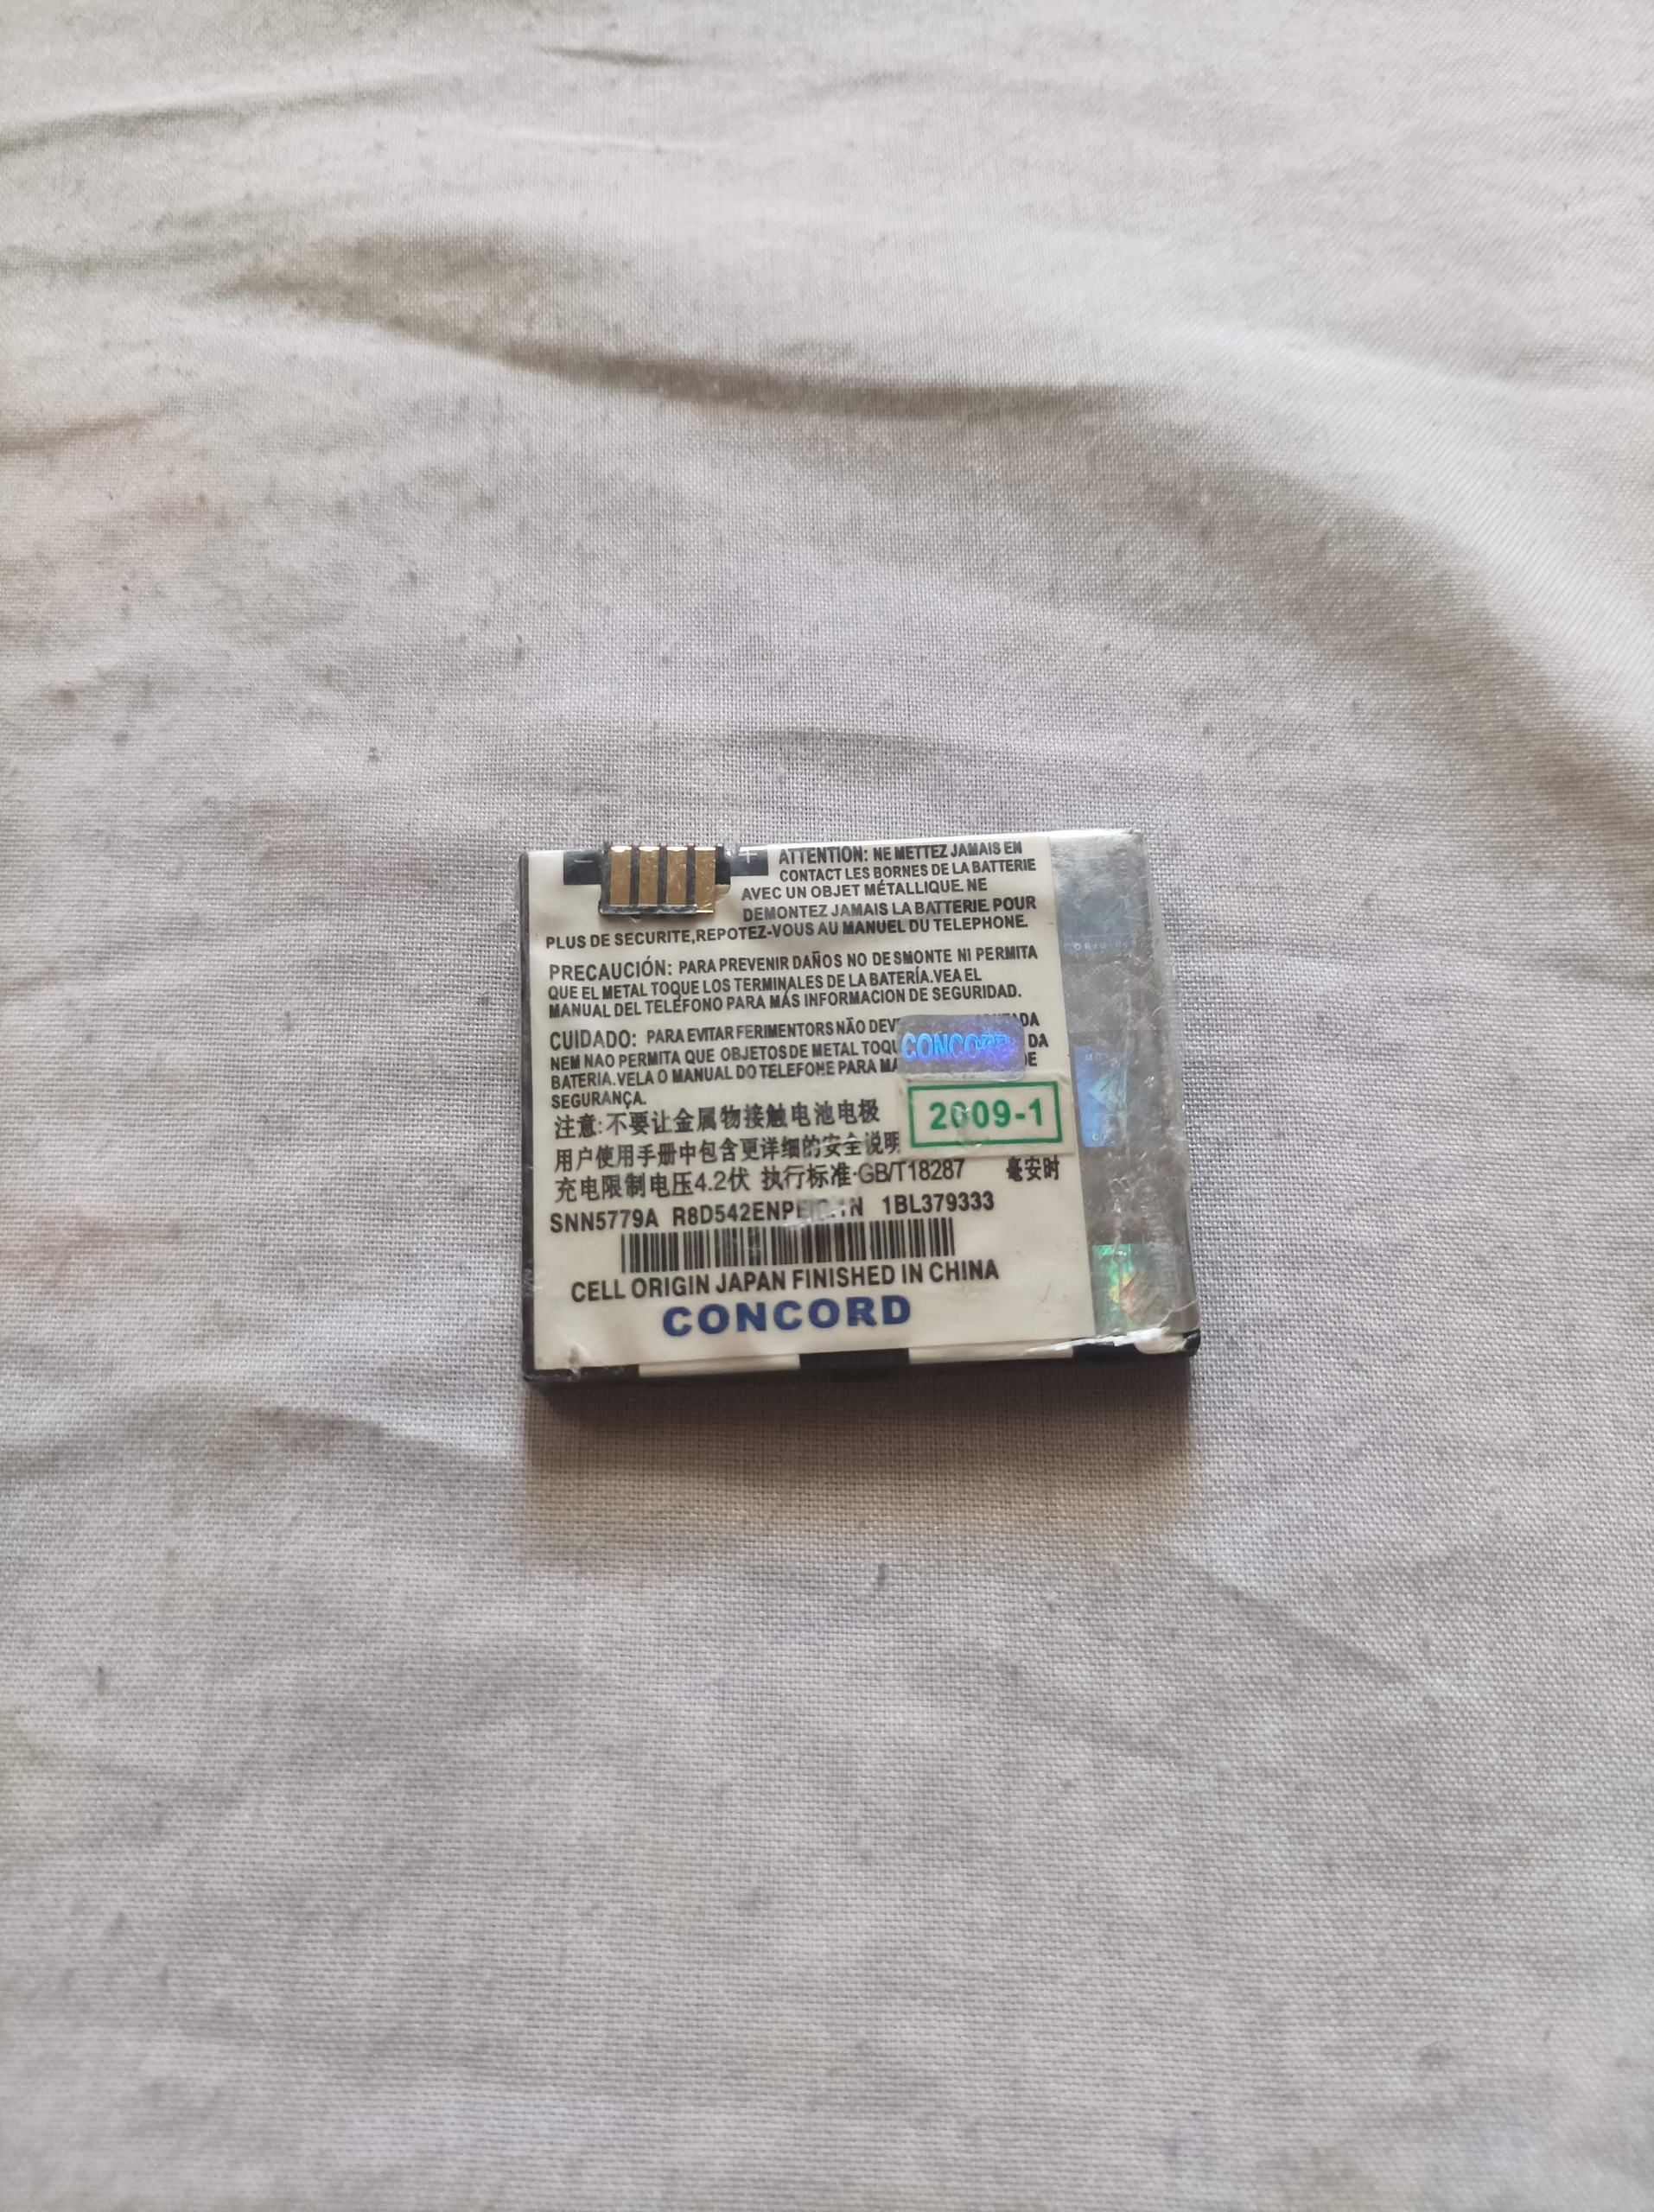 − +
ATTENTION: NE METTEZ JAMAIS EN
CONTACT LES BORNES DE LA BATTERIE
AVEC UN OBJET MÉTALLIQUE. NE
DEMONTEZ JAMAIS LA BATTERIE. POUR
PLUS DE SECURITE,REPOTEZ-VOUS AU MANUEL DU TELEPHONE.
PRECAUCIÓN: PARA PREVENIR DAÑOS NO DESMONTE NI PERMITA
QUE EL METAL TOQUE LOS TERMINALES DE LA BATERÍA.VEA EL
MANUAL DEL TELÉFONO PARA MÁS INFORMACION DE SEGURIDAD.
CUIDADO: PARA EVITAR FERIMENTORS NÃO
NEM NAO PERMITA QUE OBJETOS DE METAL DA
BATERIA.VELA O MANUAL DO TELEFONE PARA DE
SEGURANÇA.
CONCORD
2009-1
注意:不要让金属物接触电池电极
用户使用手册中包含更详细的安全说明
充电限制电压4.2伏 执行标准·GB/T18287 毫安时
SNN5779A 1BL379333
CELL ORIGIN JAPAN FINISHED IN CHINA
CONCORD